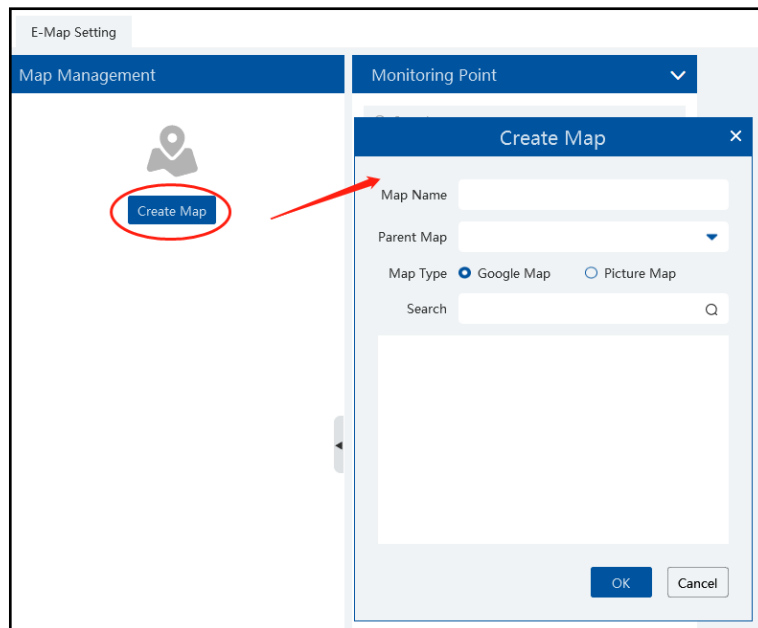 E-Map Setting
Map Management
Monitoring Point
Create Map
Create Map
Map Name
Parent Map
Map Type Google Map Picture Map
Search
OK Cancel